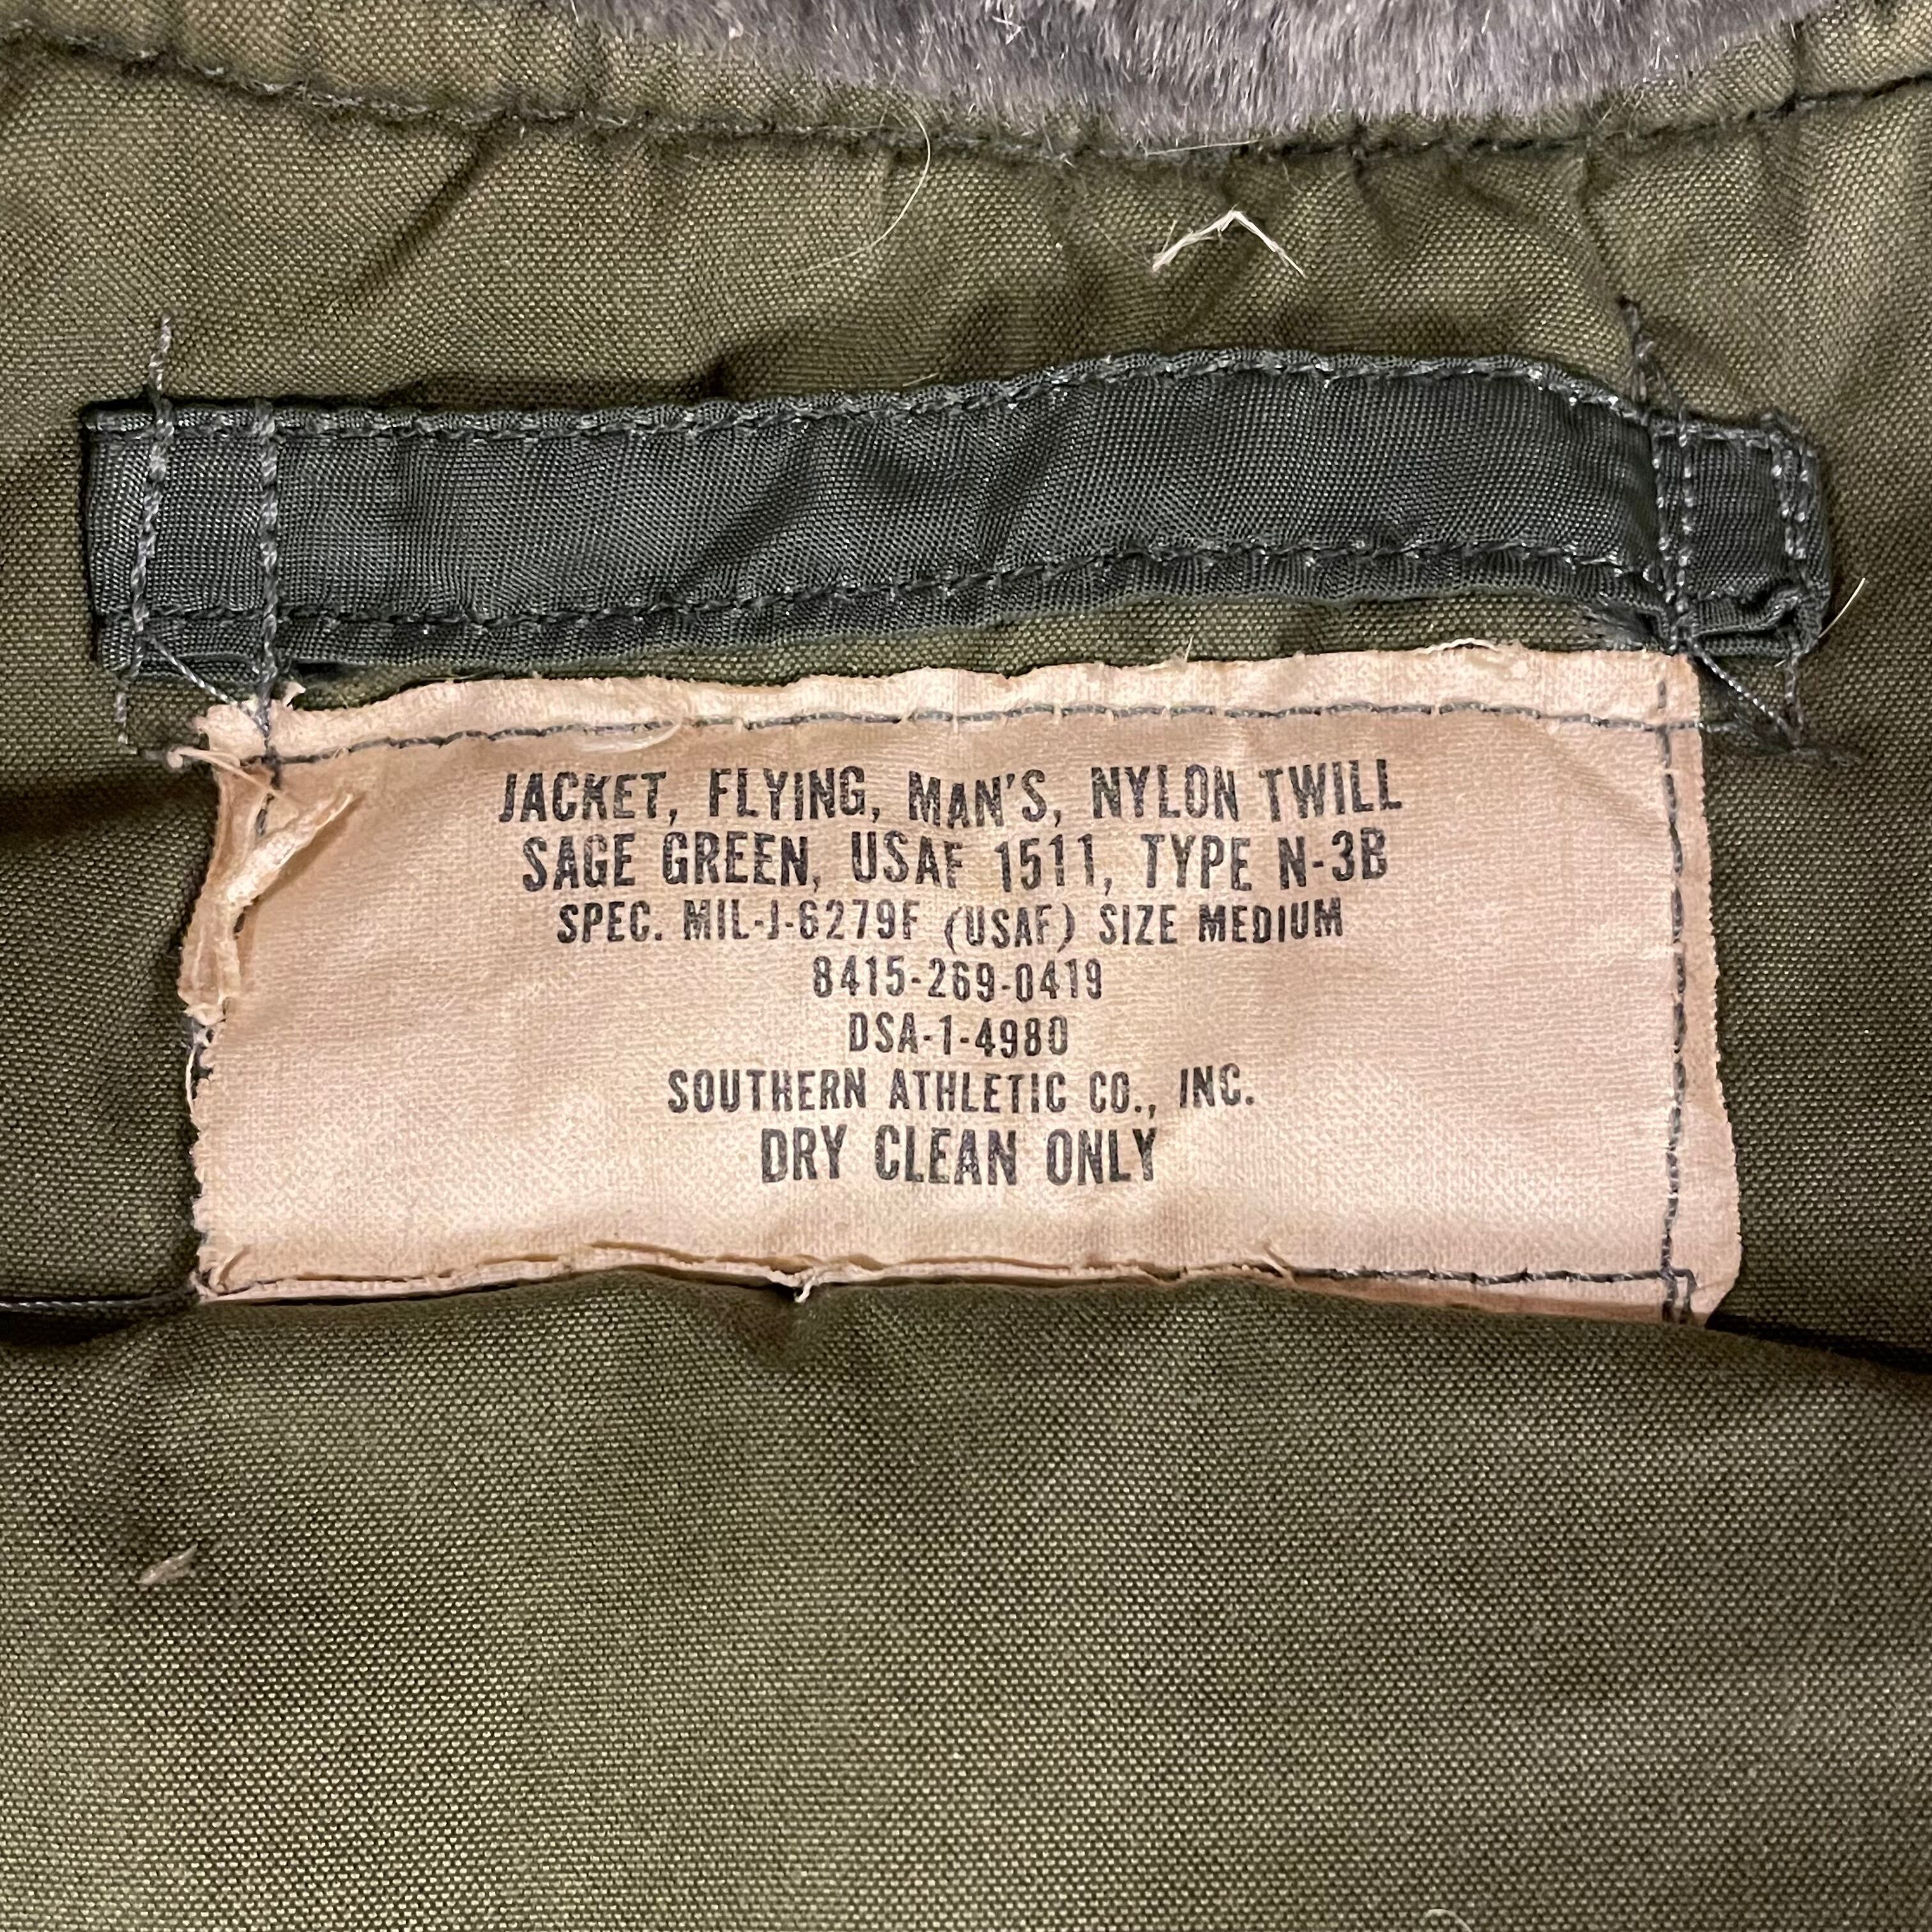 JACKET, FLYING, MAN'S, NYLON TWILL
SAGE GREEN, USAF 1511, TYPE N-3B
SPEC. MIL-J-6279F (USAF) SIZE MEDIUM
8415-269-0419
DSA-1-4980
SOUTHERN ATHLETIC CO., INC.
DRY CLEAN ONLY